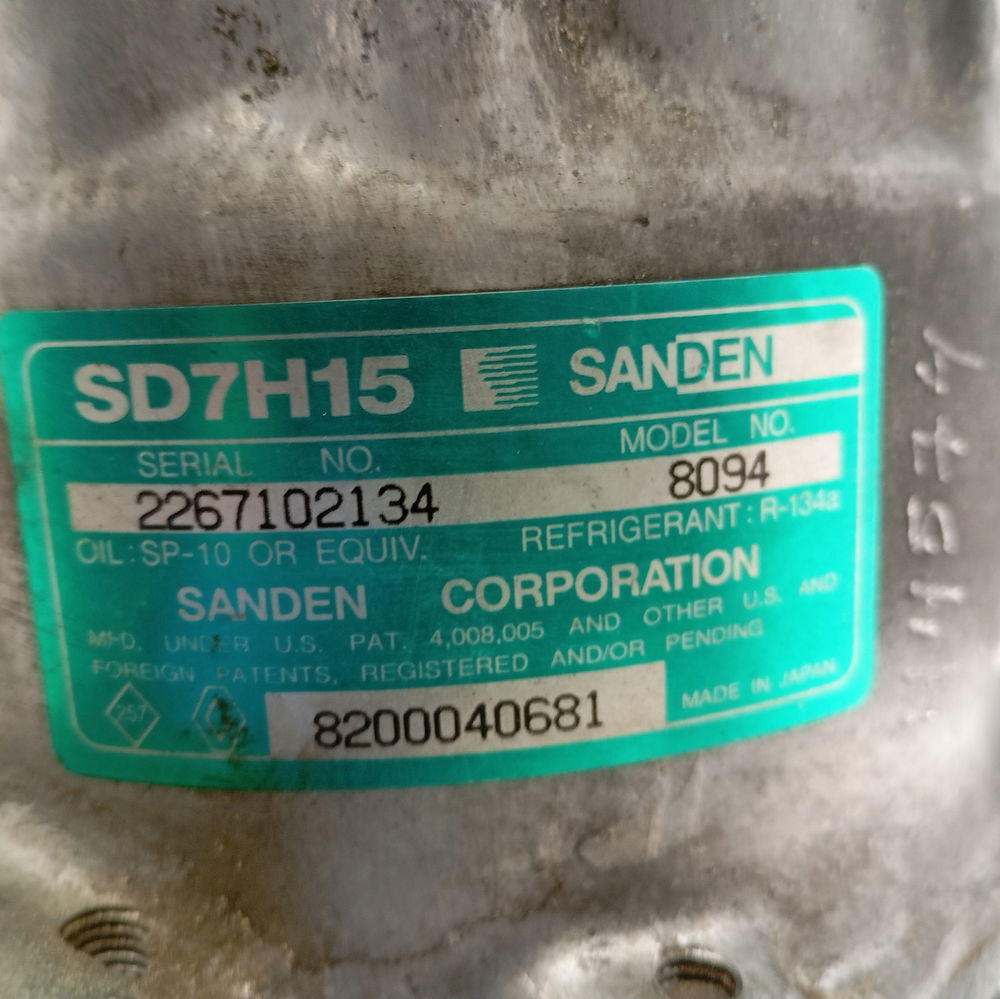 SD7H15 SANDEN
SERIAL NO. MODEL NO.
2267102134 8094
OIL: SP-10 OR EQUIV. REFRIGERANT: R-134a
SANDEN CORPORATION
MFD. UNDER U.S. PAT. 4,008,005 AND OTHER U.S. AND
FOREIGN PATENTS, REGISTERED AND/OR PENDING
257 8200040681 MADE IN JAPAN